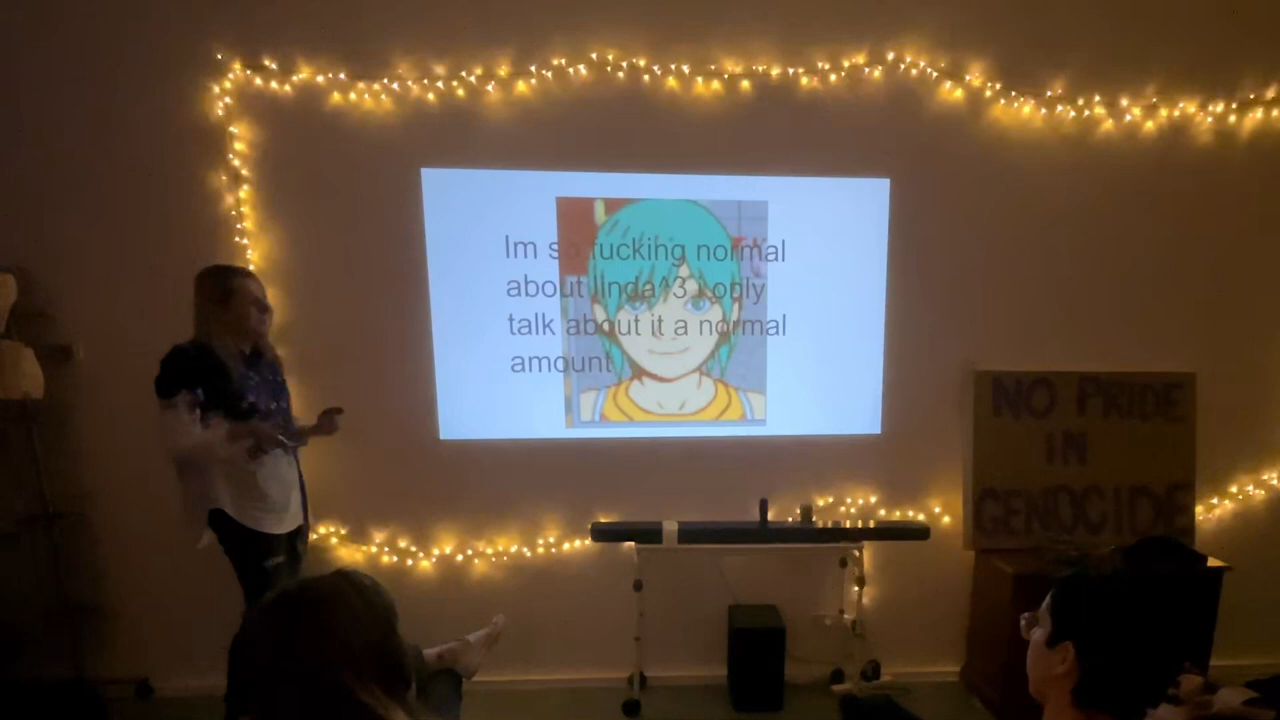 Im so fucking normal
about linda^3 i only
talk about it a normal
amount
NO PRIDE
IN
GENOCIDE